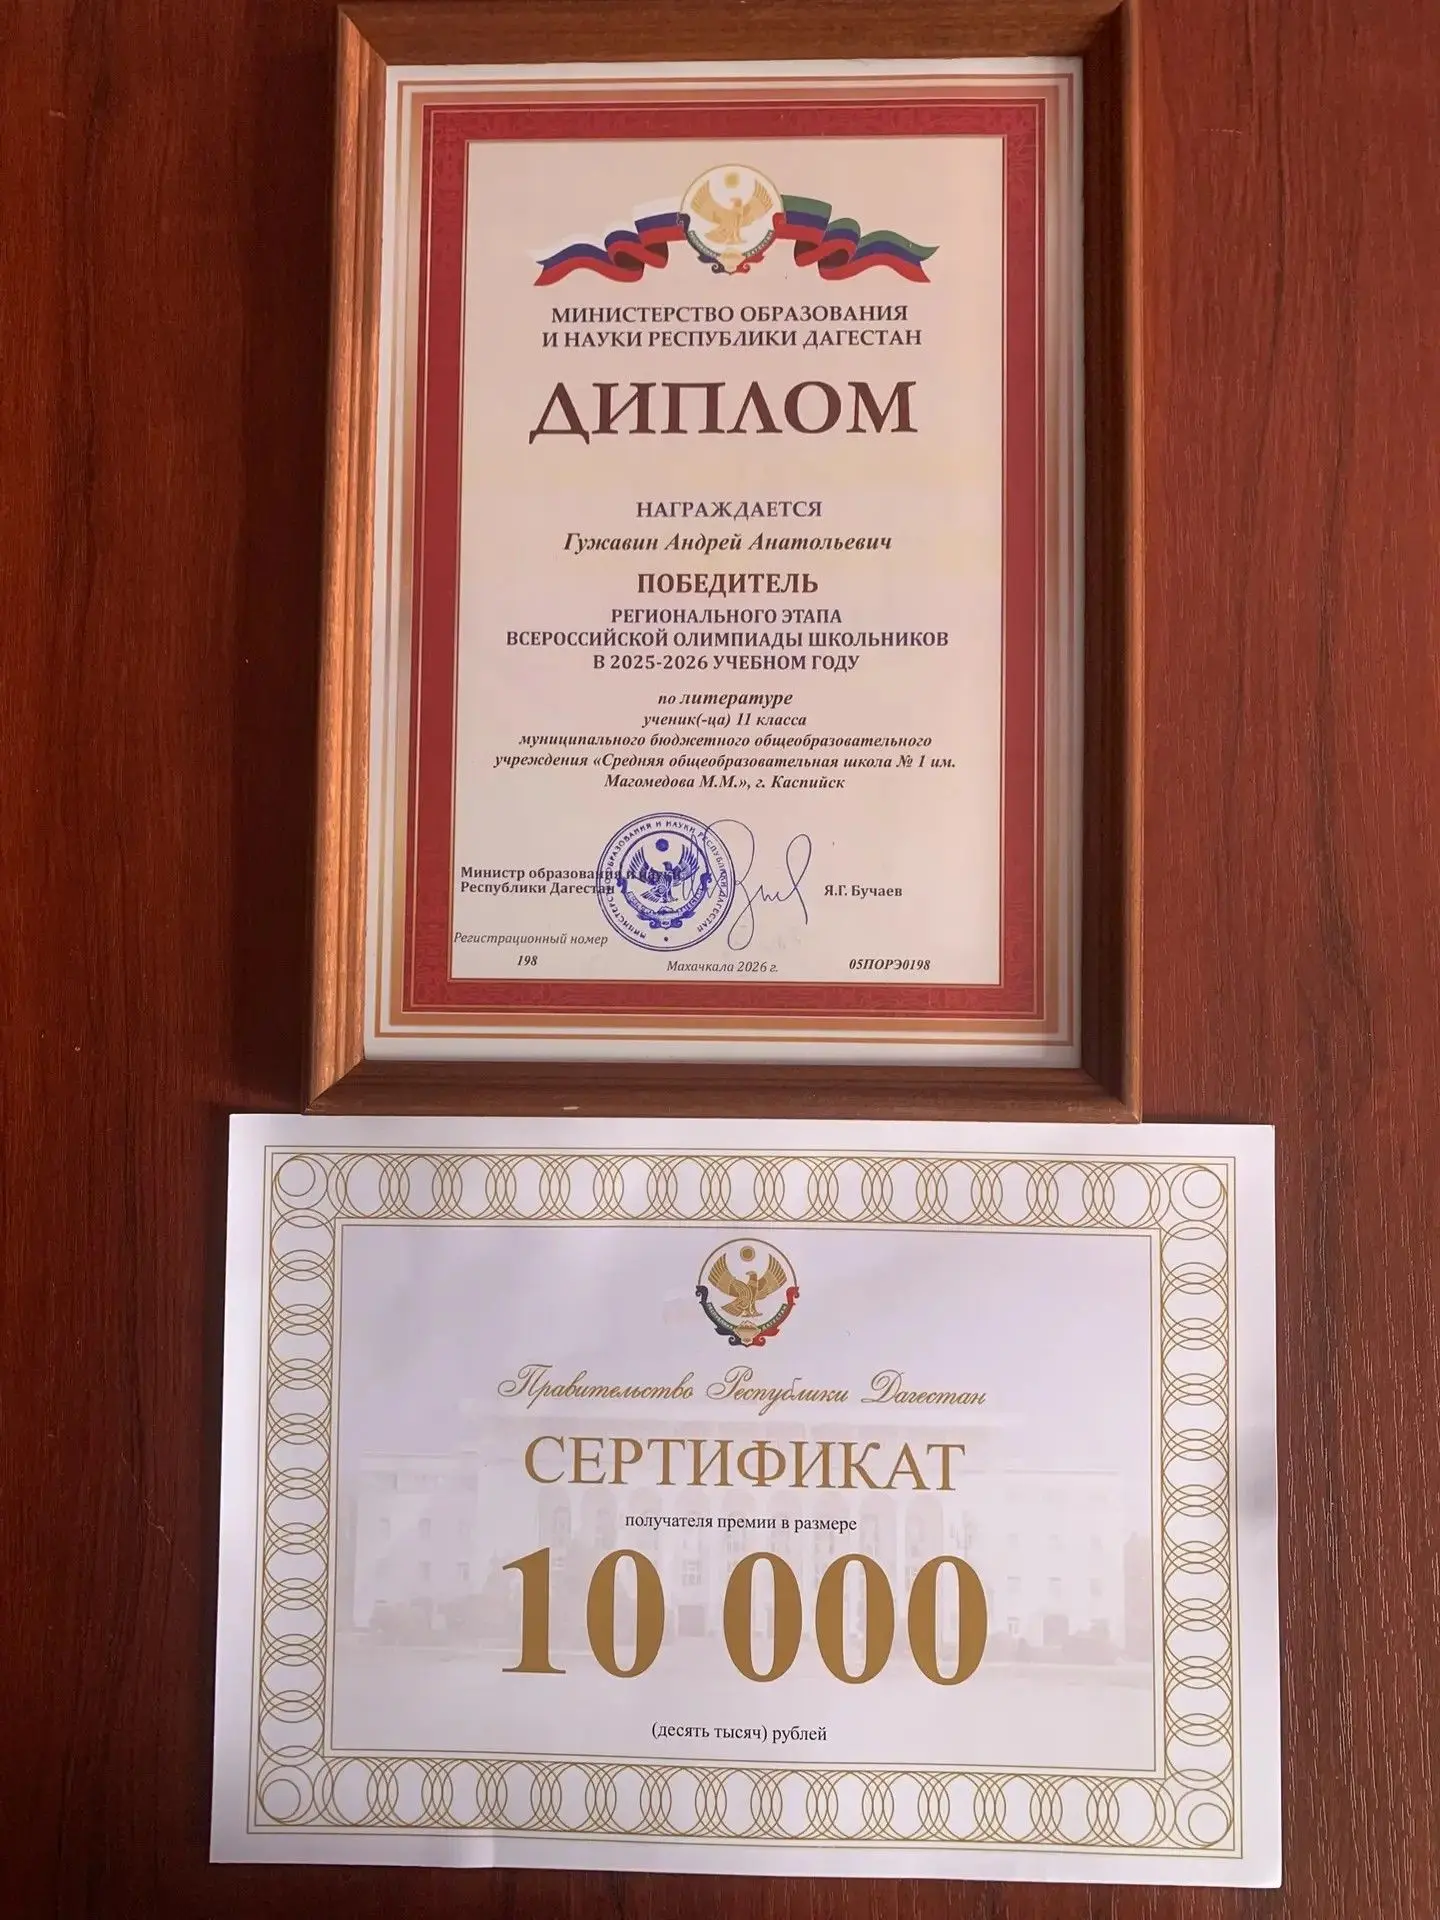 МИНИСТЕРСТВО ОБРАЗОВАНИЯ
И НАУКИ РЕСПУБЛИКИ ДАГЕСТАН
ДИПЛОМ
НАГРАЖДАЕТСЯ
Гужавин Андрей Анатольевич
ПОБЕДИТЕЛЬ
РЕГИОНАЛЬНОГО ЭТАПА
ВСЕРОССИЙСКОЙ ОЛИМПИАДЫ ШКОЛЬНИКОВ
В 2025-2026 УЧЕБНОМ ГОДУ
по литературе
ученик(-ца) 11 класса
муниципального бюджетного общеобразовательного
учреждения «Средняя общеобразовательная школа № 1 им.
Магомедова М.М.», г. Каспийск
Министр образования и науки
Республики Дагестан
Я.Г. Бучаев
Регистрационный номер
198
Махачкала 2026 г.
05ПОРЭ0198
Правительство Республики Дагестан
СЕРТИФИКАТ
получателя премии в размере
10 000
(десять тысяч) рублей